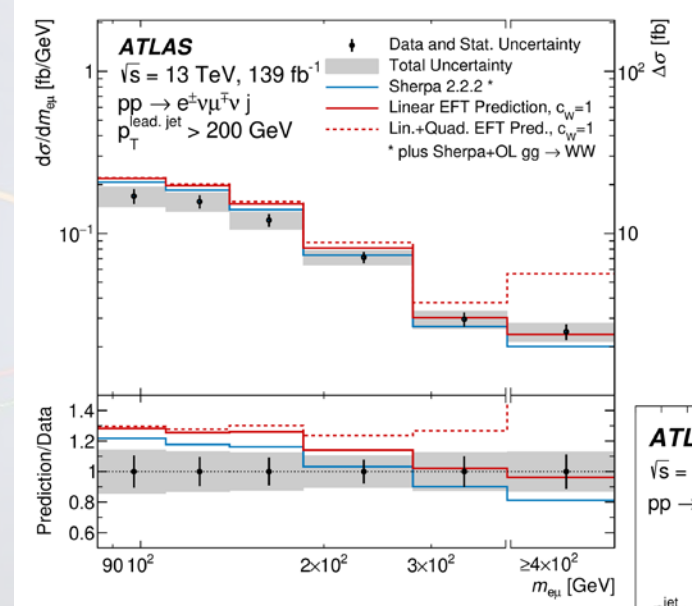 ATLAS
√s = 13 TeV, 139 fb⁻¹
pp → e±νμ∓ν j
p_T^lead. jet > 200 GeV
Data and Stat. Uncertainty
Total Uncertainty
Sherpa 2.2.2 *
Linear EFT Prediction, c_W=1
Lin.+Quad. EFT Pred., c_W=1
* plus Sherpa+OL gg → WW
dσ/dm_eμ [fb/GeV]
1
10⁻¹
Δσ [fb]
10²
10
Prediction/Data
1.4
1.2
1
0.8
0.6
90 10²
2×10²
3×10²
≥4×10²
m_eμ [GeV]
√s =
pp →
jet